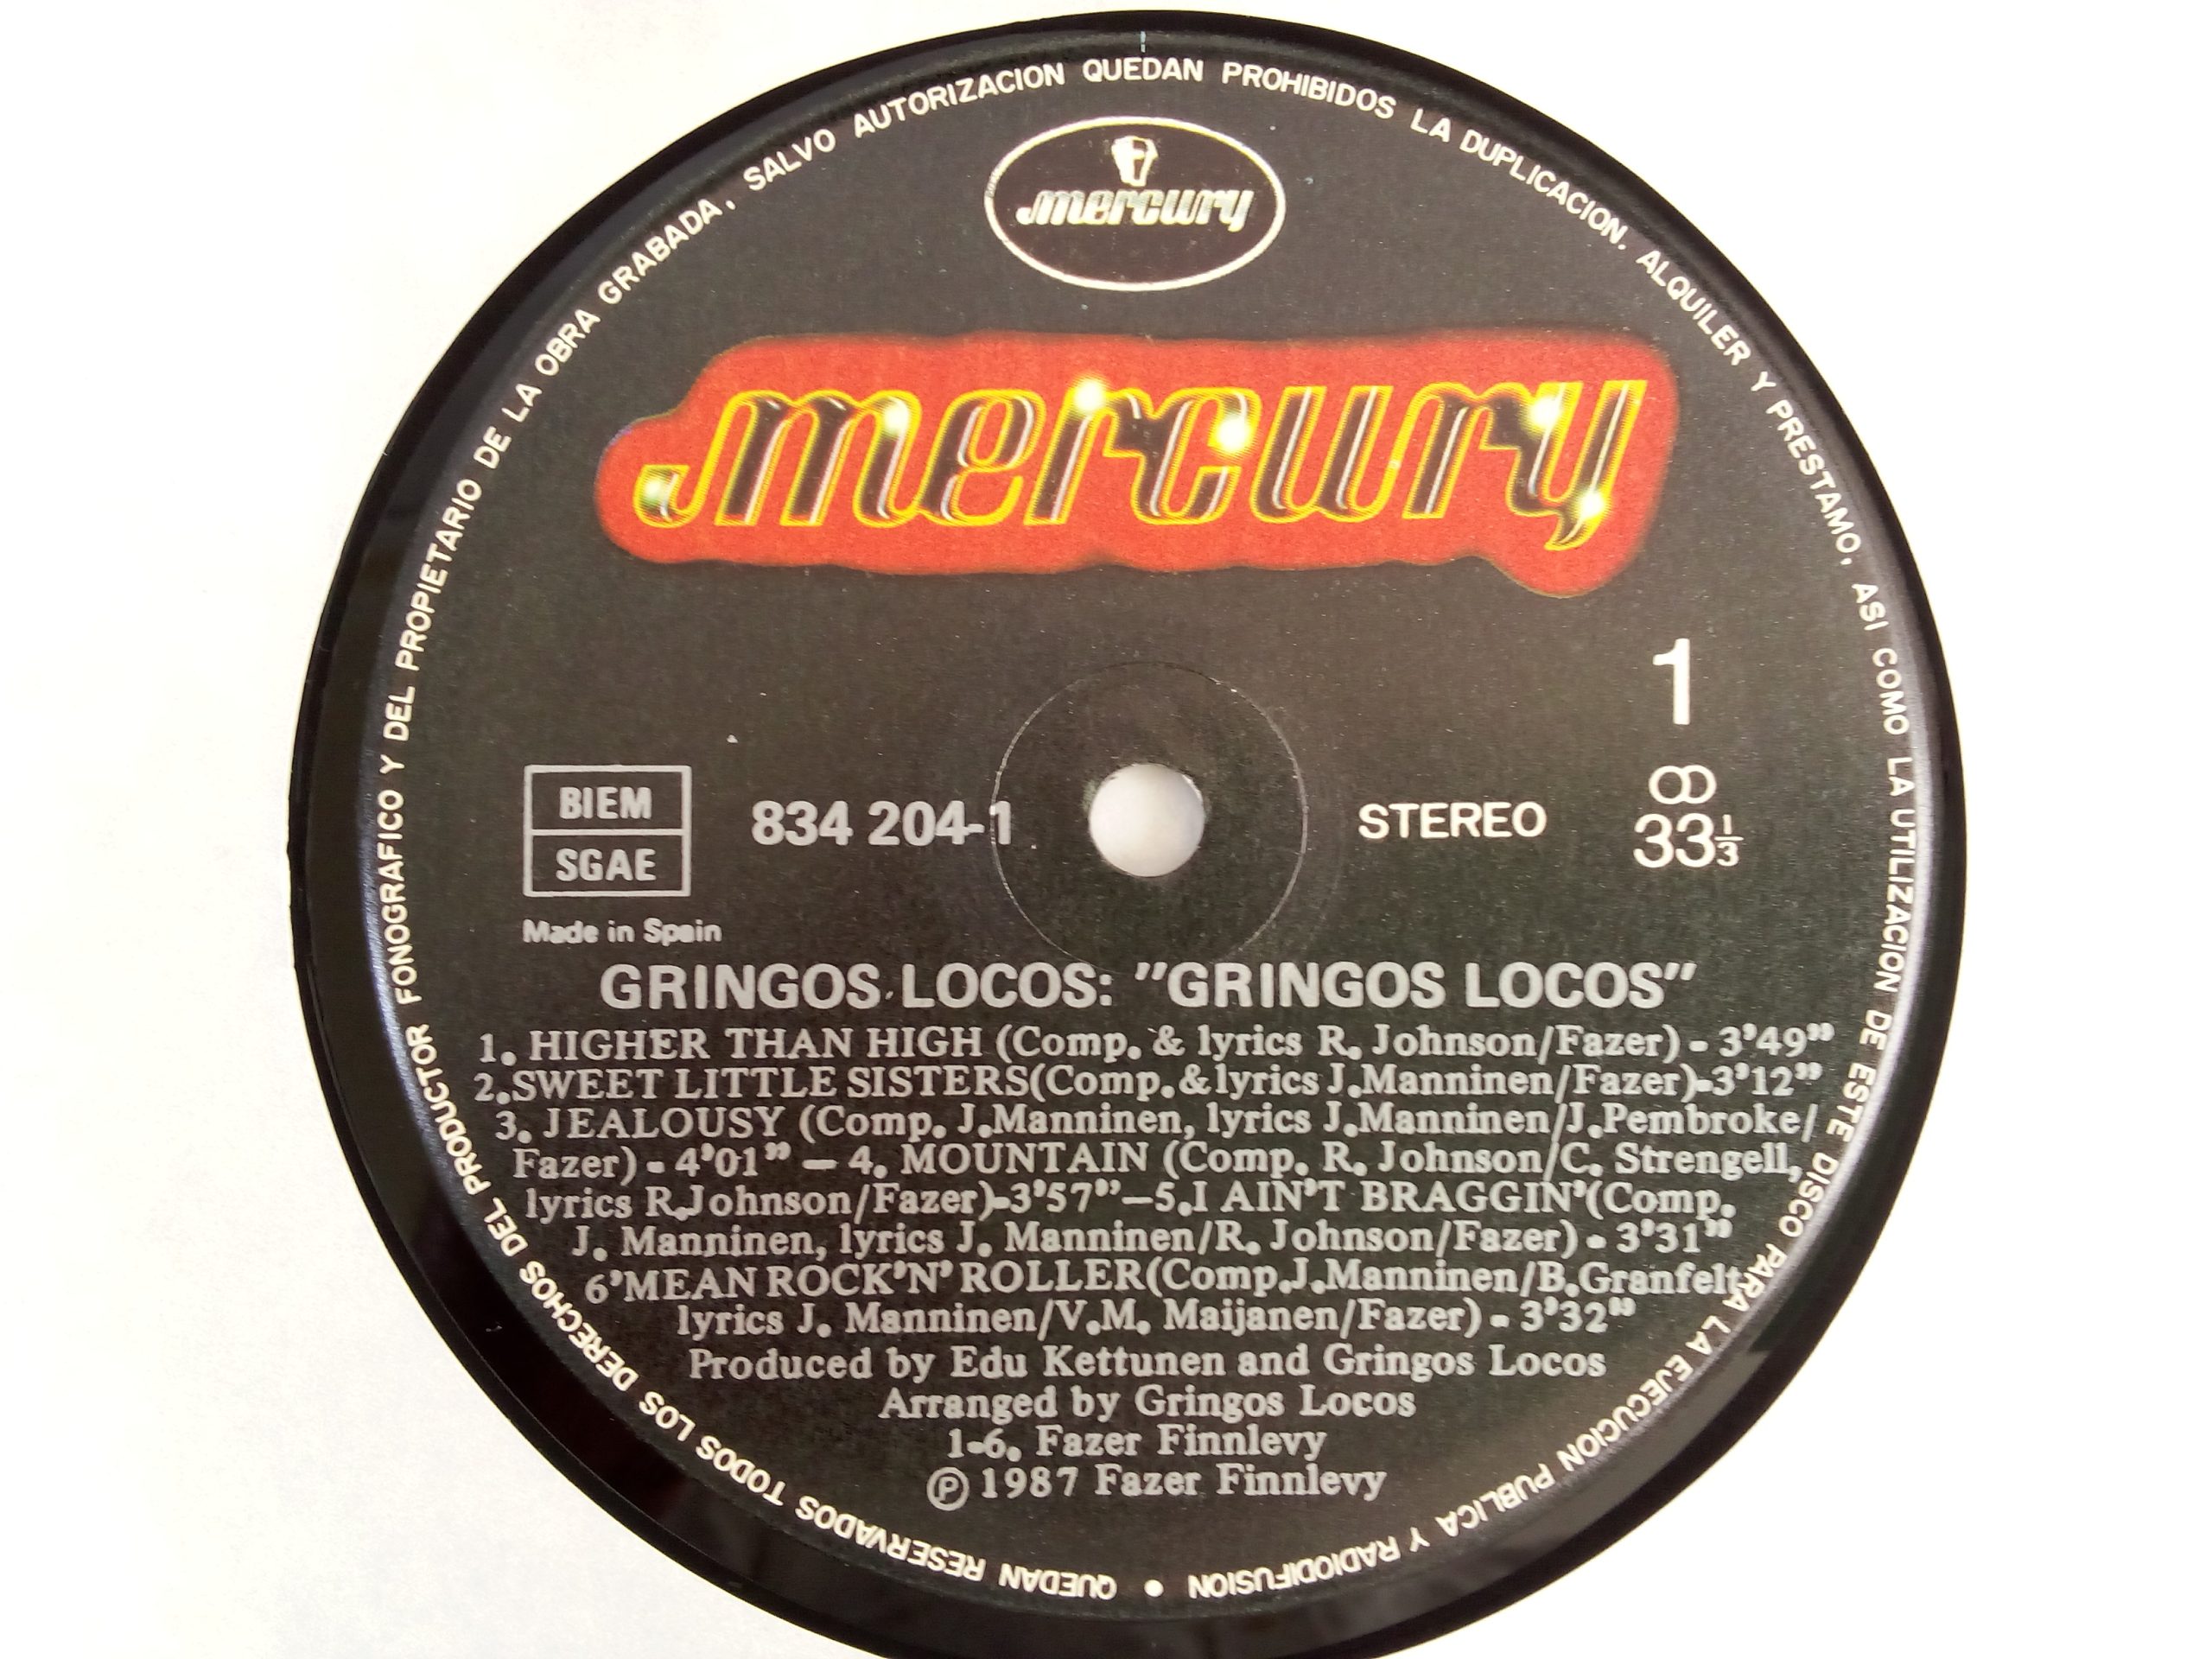 QUEDAN RESERVADOS TODOS LOS DERECHOS DEL PRODUCTOR FONOGRAFICO Y DEL PROPIETARIO DE LA OBRA GRABADA, SALVO AUTORIZACION QUEDAN PROHIBIDOS LA DUPLICACION. ALQUILER Y PRESTAMO, ASI COMO LA UTILIZACION DE ESTE DISCO PARA LA EJECUCION PUBLICA Y RADIODIFUSION •
mercury
mercury
1
BIEM
SGAE
834 204-1
STEREO
33⅓
Made in Spain
GRINGOS LOCOS: "GRINGOS LOCOS"
1. HIGHER THAN HIGH (Comp. & lyrics R. Johnson/Fazer) - 3'49"
2.SWEET LITTLE SISTERS(Comp.&lyrics J.Manninen/Fazer)-3'12"
3. JEALOUSY (Comp. J.Manninen, lyrics J.Manninen/J.Pembroke/
Fazer) - 4'01" — 4. MOUNTAIN (Comp. R. Johnson/C. Strengell,
lyrics R.Johnson/Fazer)-3'57"—5.I AIN'T BRAGGIN'(Comp.
J. Manninen, lyrics J. Manninen/R. Johnson/Fazer) - 3'31"
6'MEAN ROCK'N' ROLLER(Comp.J.Manninen/B.Granfelt,
lyrics J. Manninen/V.M. Maijanen/Fazer) - 3'32"
Produced by Edu Kettunen and Gringos Locos
Arranged by Gringos Locos
1-6. Fazer Finnlevy
℗ 1987 Fazer Finnlevy